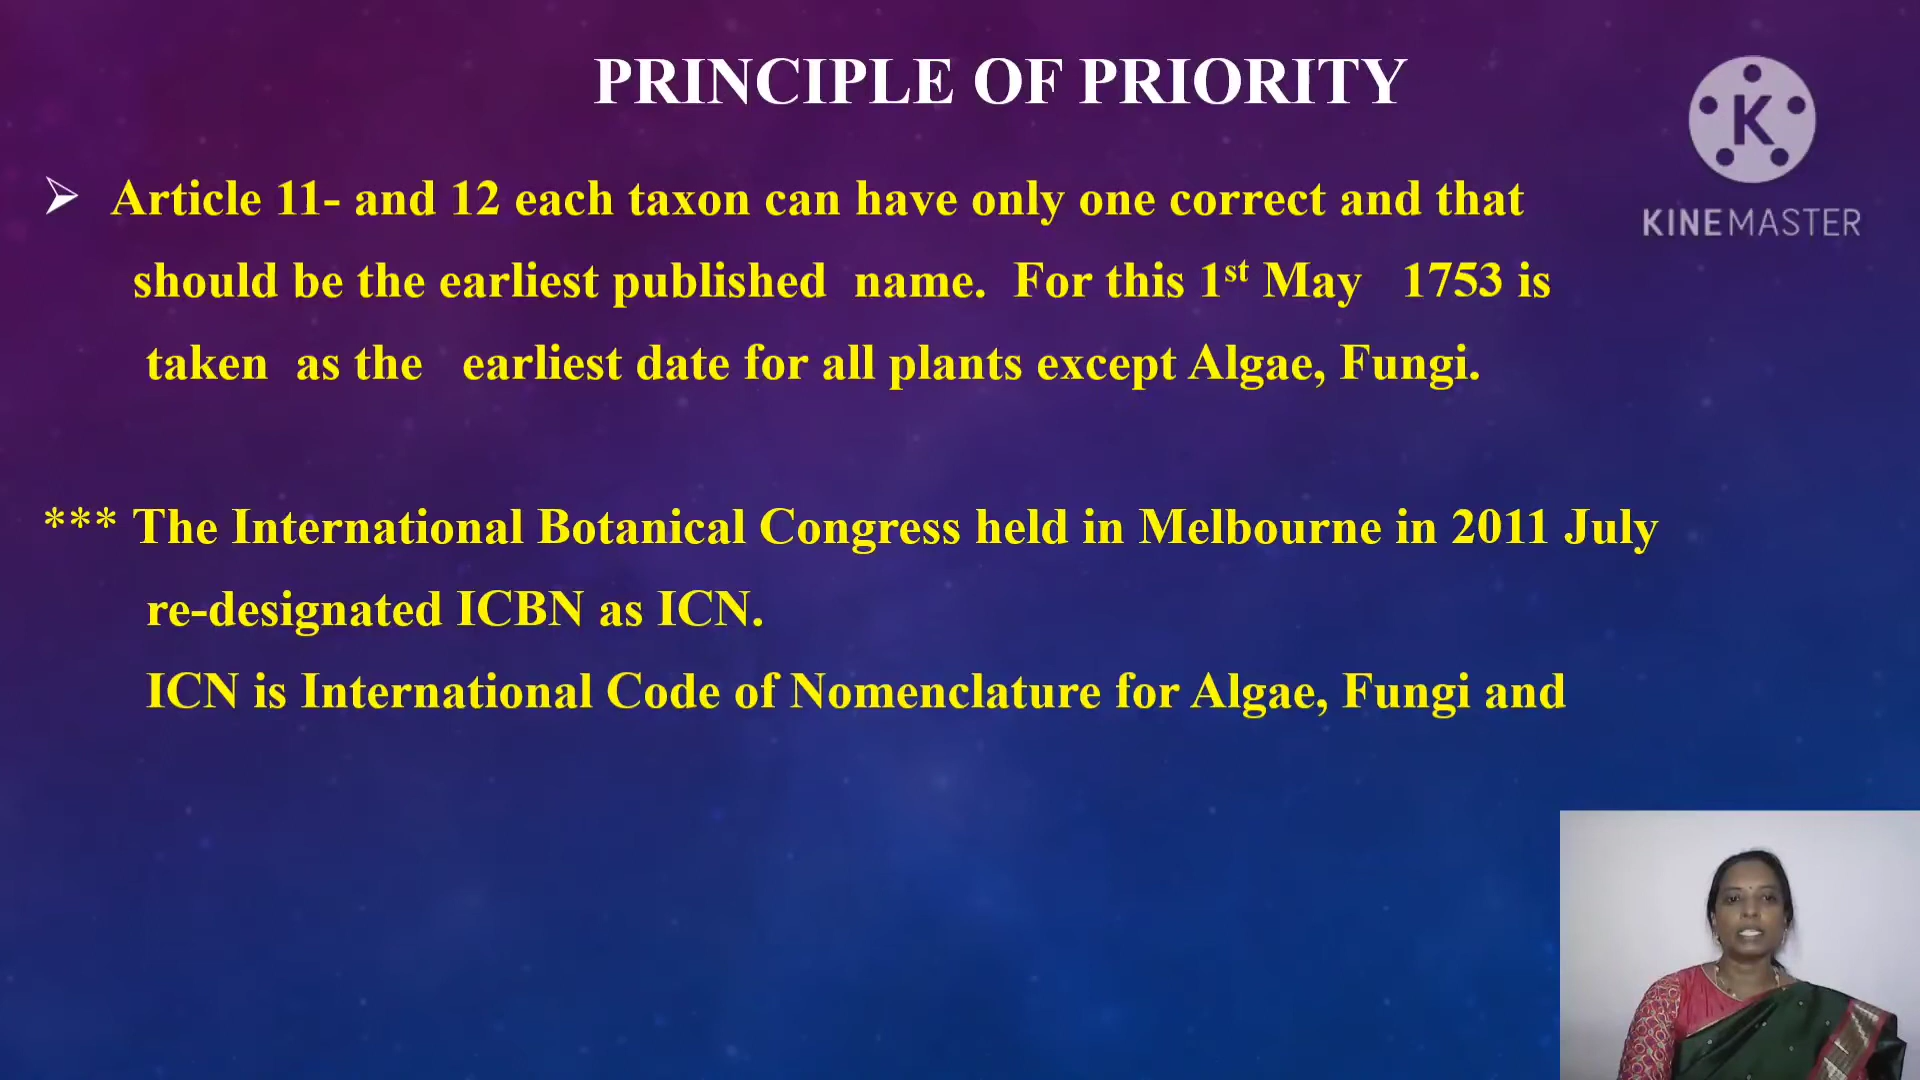 PRINCIPLE OF PRIORITY
K
KINEMASTER
➢ Article 11- and 12 each taxon can have only one correct and that
should be the earliest published name. For this 1st May 1753 is
taken as the earliest date for all plants except Algae, Fungi.
*** The International Botanical Congress held in Melbourne in 2011 July
re-designated ICBN as ICN.
ICN is International Code of Nomenclature for Algae, Fungi and